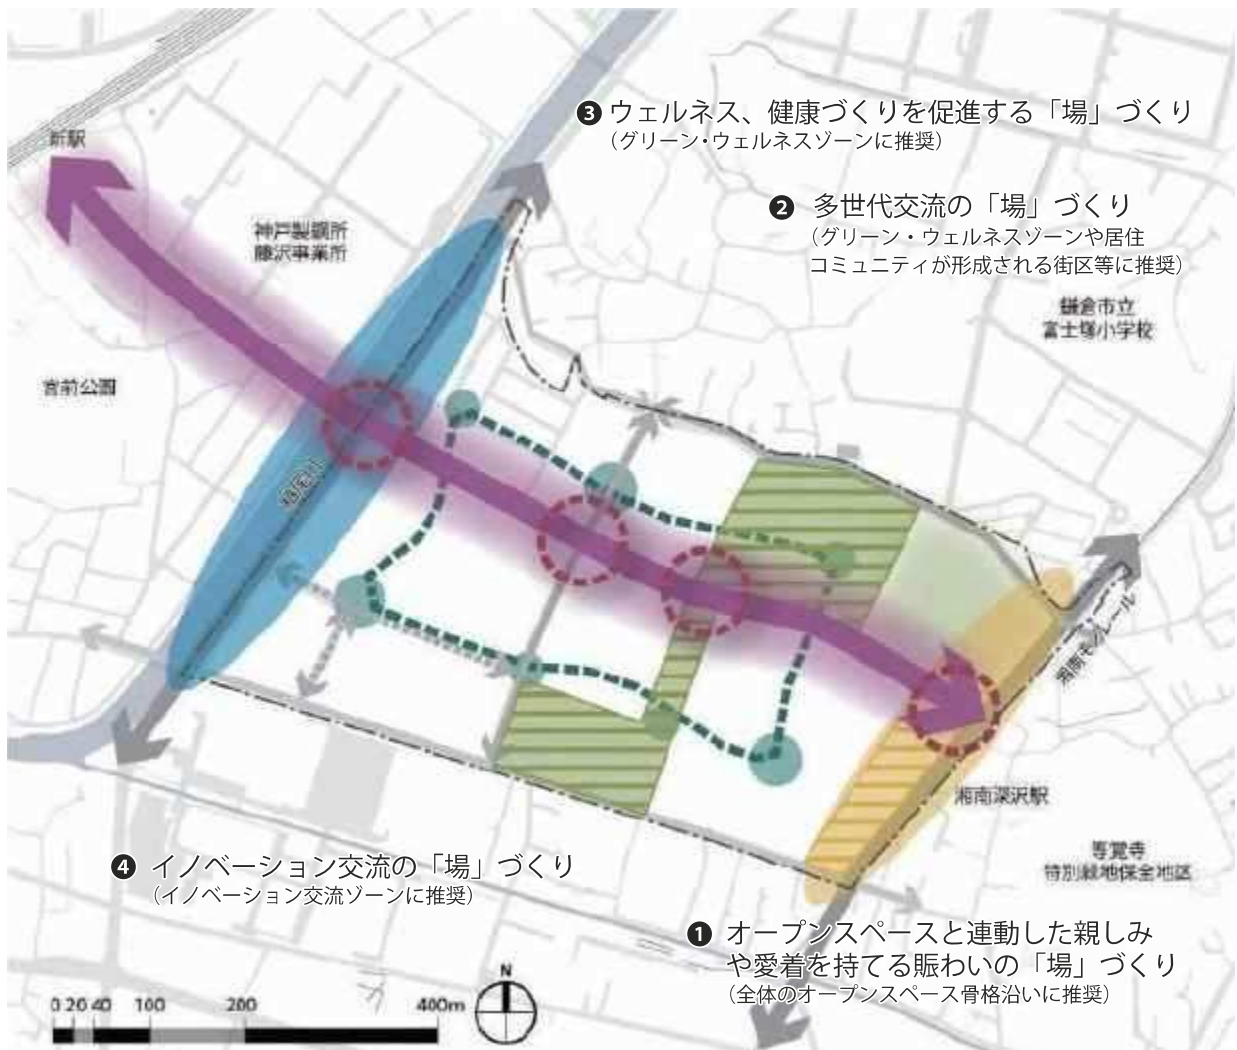 ❸ ウェルネス、健康づくりを促進する「場」づくり
（グリーン・ウェルネスゾーンに推奨）
新駅
❷ 多世代交流の「場」づくり
（グリーン・ウェルネスゾーンや居住
コミュニティが形成される街区等に推奨）
神戸製鋼所
藤沢事業所
鎌倉市立
富士塚小学校
宮前公園
柏尾川
湘南モノレール
湘南深沢駅
等覚寺
特別緑地保全地区
❹ イノベーション交流の「場」づくり
（イノベーション交流ゾーンに推奨）
❶ オープンスペースと連動した親しみ
や愛着を持てる賑わいの「場」づくり
（全体のオープンスペース骨格沿いに推奨）
N
0 20 40 100 200 400m